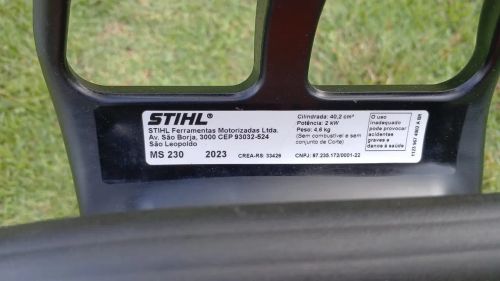 STIHL®
STIHL Ferramentas Motorizadas Ltda.
Av. São Borja, 3000 CEP 93032-524
São Leopoldo
MS 230 2023 CREA-RS: 33426
Cilindrada: 40,2 cm³
Potência: 2 kW
Peso: 4,6 kg
(Sem combustível e sem
conjunto de Corte)
CNPJ: 87.235.172/0001-22
O uso
inadequado
pode provocar
acidentes
graves e
danos à saúde